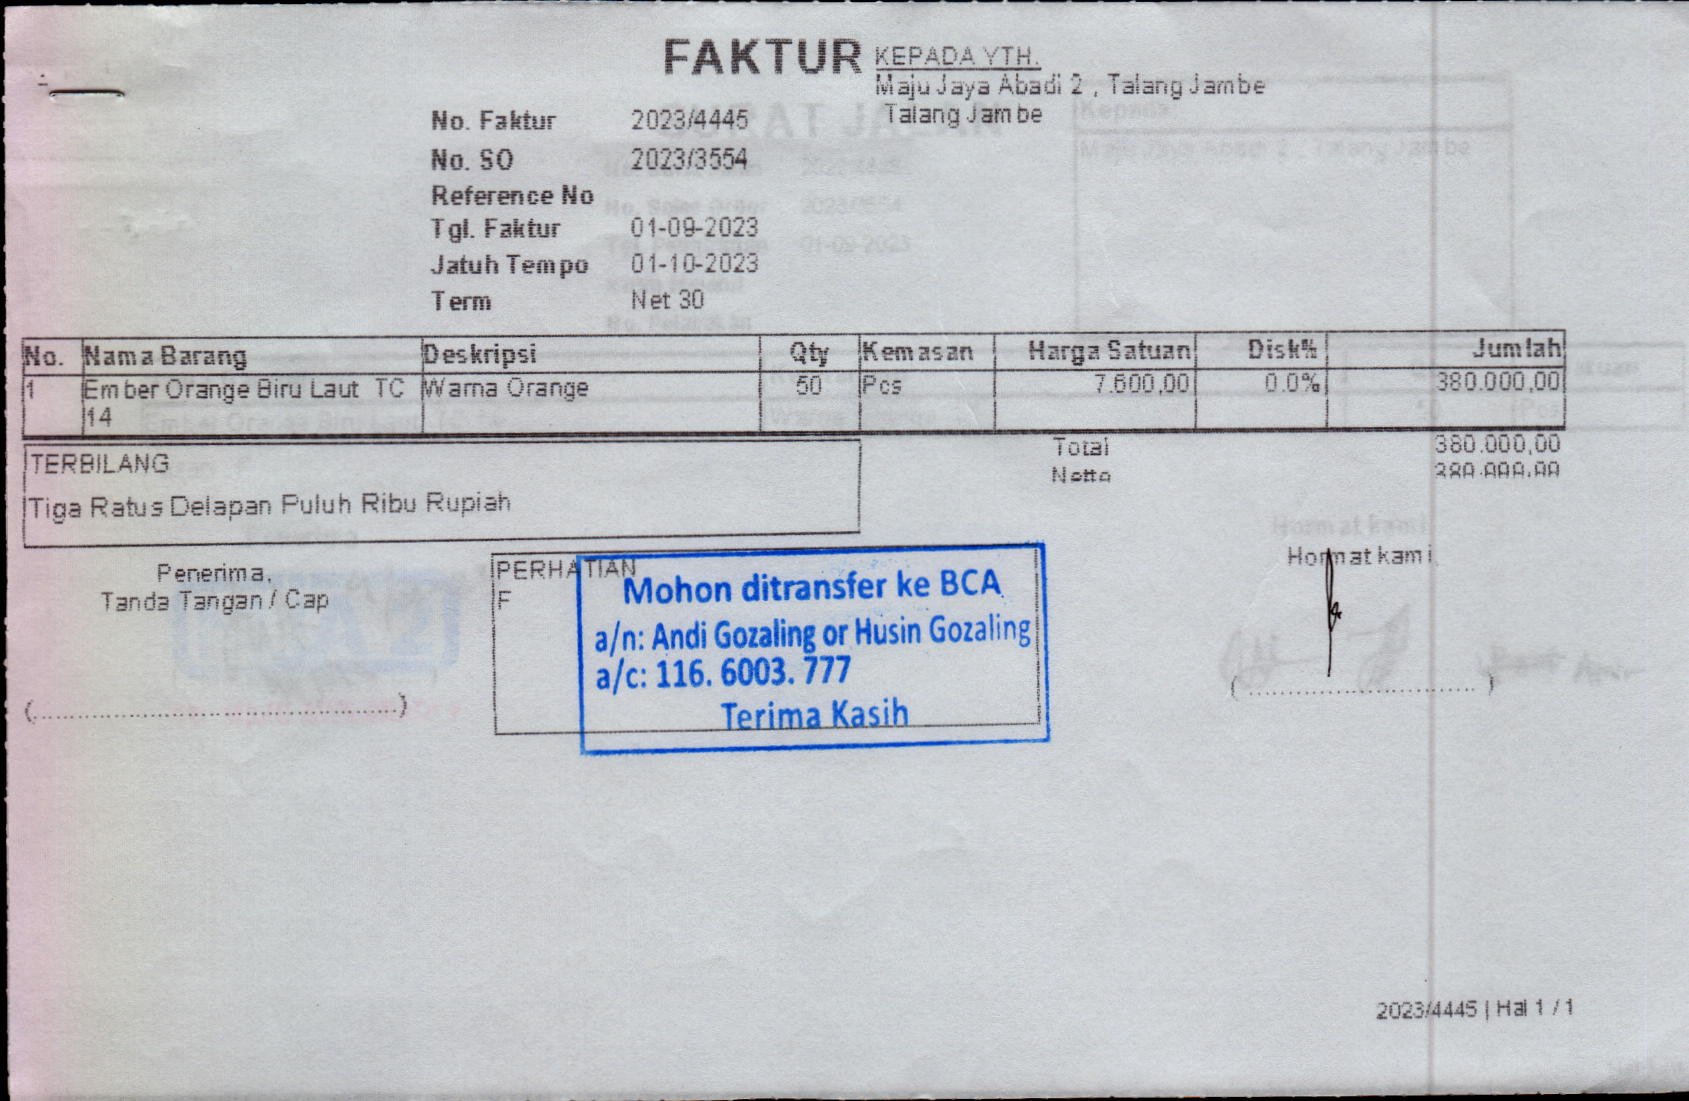 FAKTUR
KEPADA YTH.
Maju Jaya Abadi 2 , Talang Jambe
Talang Jambe
No. Faktur 2023/4445
No. SO 2023/3554
Reference No
Tgl. Faktur 01-09-2023
Jatuh Tempo 01-10-2023
Term Net 30
No. Nama Barang Deskripsi Qty Kemasan Harga Satuan Disk% Jumlah
1 Ember Orange Biru Laut TC Warna Orange 50 Pcs 7.600,00 0.0% 380.000,00
14
Total 380.000,00
Netto 380.000,00
TERBILANG
Tiga Ratus Delapan Puluh Ribu Rupiah
Penerima,
Tanda Tangan / Cap
(..................................................)
PERHATIAN
F
Mohon ditransfer ke BCA
a/n: Andi Gozaling or Husin Gozaling
a/c: 116. 6003. 777
Terima Kasih
Hormat kami,
(..................................)
2023/4445 | Hal 1 / 1